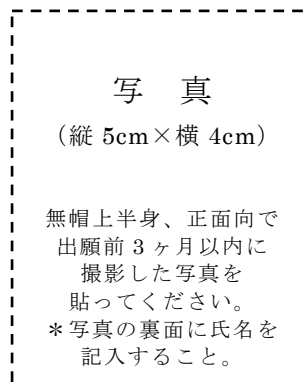 写　真
（縦 5cm×横 4cm）
無帽上半身、正面向で
出願前 3 ヶ月以内に
撮影した写真を
貼ってください。
＊写真の裏面に氏名を
記入すること。